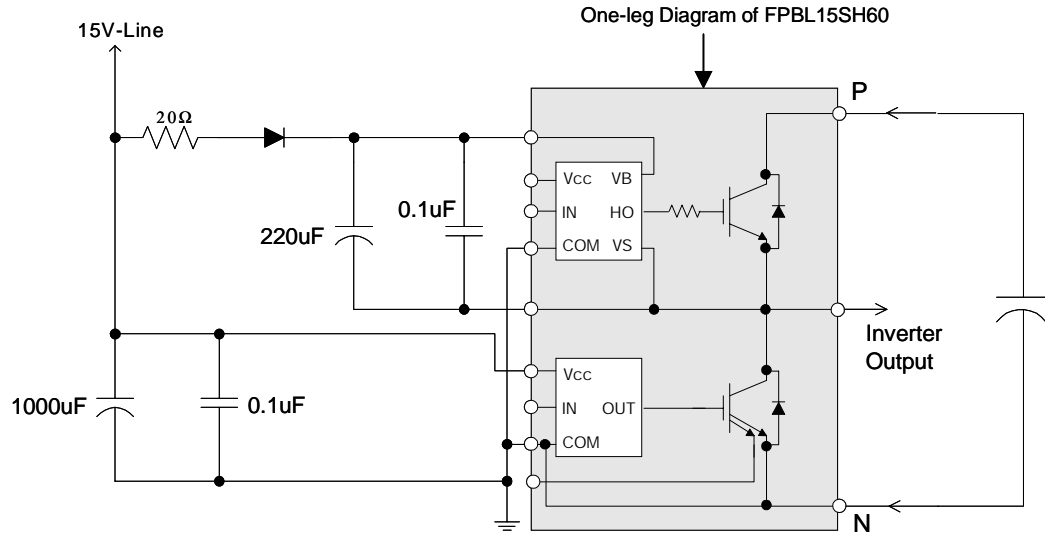 One-leg Diagram of FPBL15SH60
15V-Line
P
20Ω
Vcc VB
0.1uF
IN HO
220uF
COM VS
Inverter
Output
Vcc
1000uF
0.1uF
IN OUT
COM
N